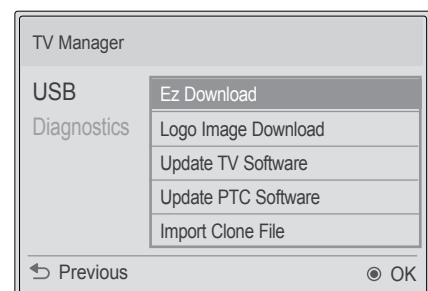 TV Manager
USB
Diagnostics
Ez Download
Logo Image Download
Update TV Software
Update PTC Software
Import Clone File
Previous
OK